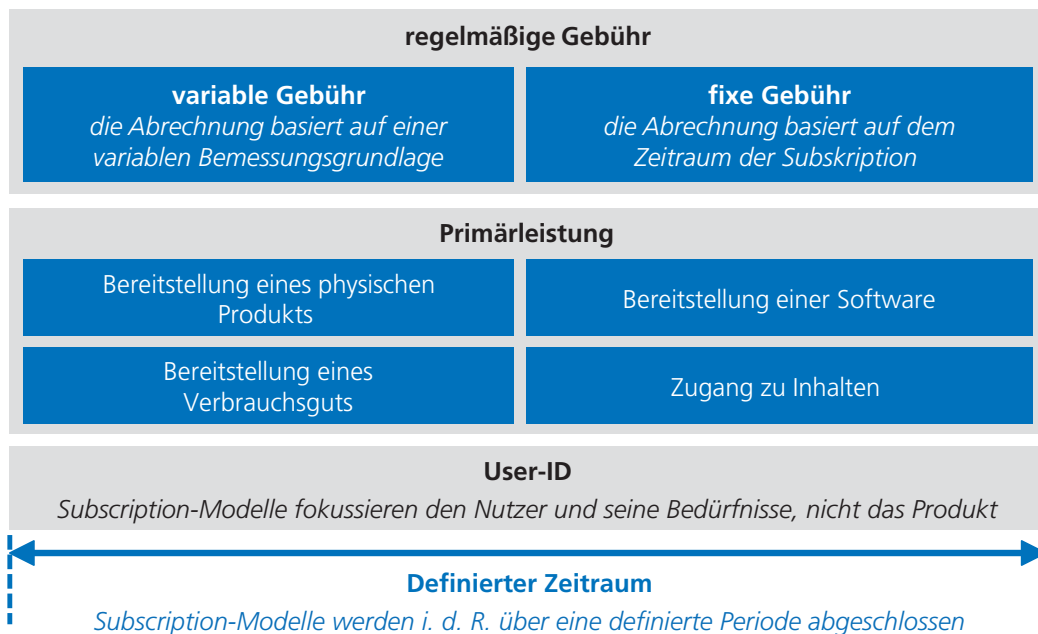 regelmäßige Gebühr
variable Gebühr
die Abrechnung basiert auf einer
variablen Bemessungsgrundlage
fixe Gebühr
die Abrechnung basiert auf dem
Zeitraum der Subskription
Primärleistung
Bereitstellung eines physischen
Produkts
Bereitstellung einer Software
Bereitstellung eines
Verbrauchsguts
Zugang zu Inhalten
User-ID
Subscription-Modelle fokussieren den Nutzer und seine Bedürfnisse, nicht das Produkt
Definierter Zeitraum
Subscription-Modelle werden i. d. R. über eine definierte Periode abgeschlossen